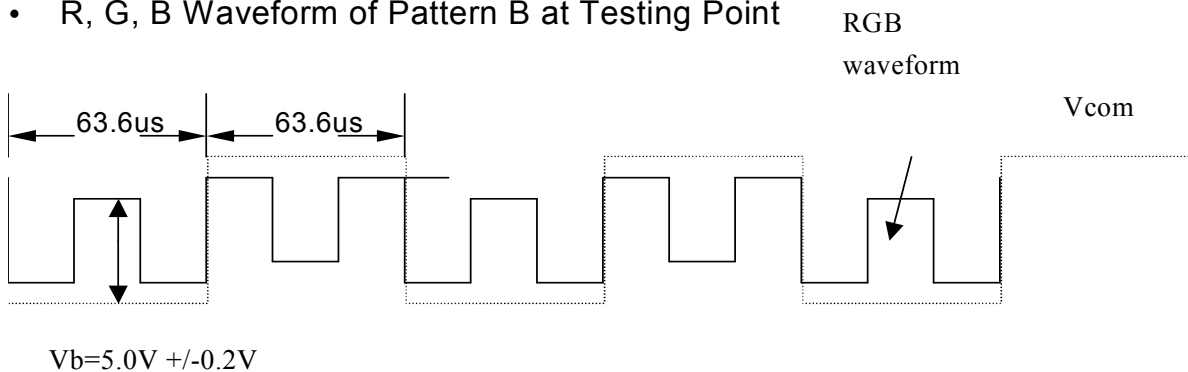 • R, G, B Waveform of Pattern B at Testing Point
RGB
waveform
Vcom
63.6us
63.6us
Vb=5.0V +/-0.2V